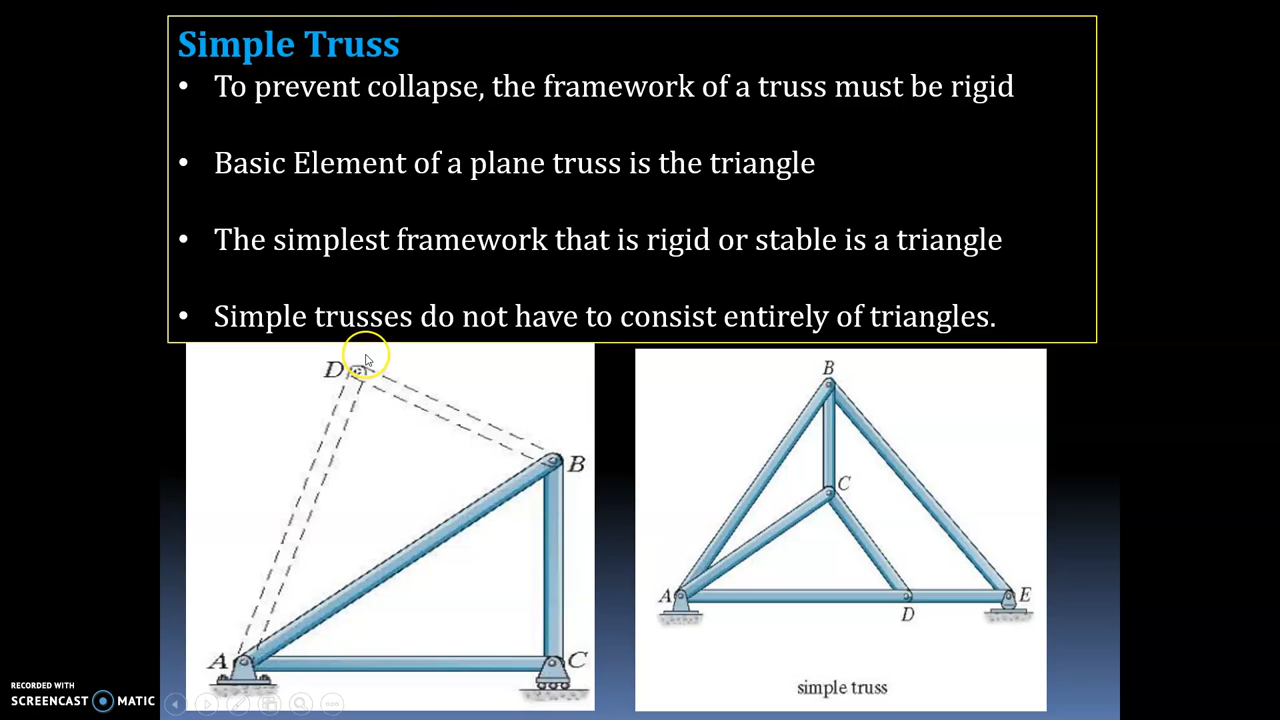 Simple Truss
• To prevent collapse, the framework of a truss must be rigid
• Basic Element of a plane truss is the triangle
• The simplest framework that is rigid or stable is a triangle
• Simple trusses do not have to consist entirely of triangles.
D
B
A
C
B
C
A
E
D
simple truss
RECORDED WITH
SCREENCAST MATIC